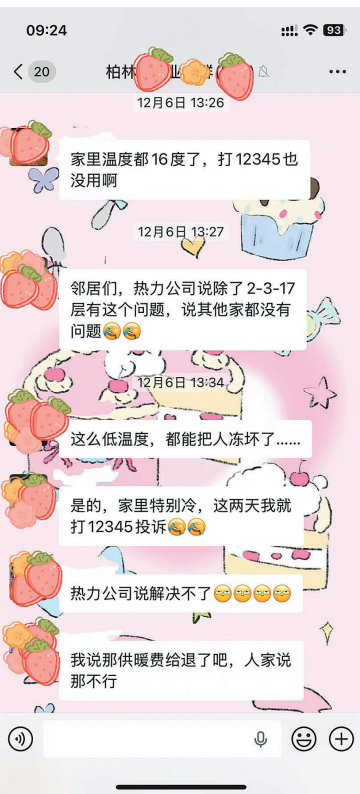 09:24
93
20
柏林
业
群
12月6日 13:26
家里温度都16度了，打12345也
没用啊
12月6日 13:27
邻居们，热力公司说除了2-3-17
层有这个问题，说其他家都没有
问题😂😂
12月6日 13:34
这么低温度，都能把人冻坏了......
是的，家里特别冷，这两天我就
打12345投诉😂😂
热力公司说解决不了😒😒😒😒
我说那供暖费给退了吧，人家说
那不行